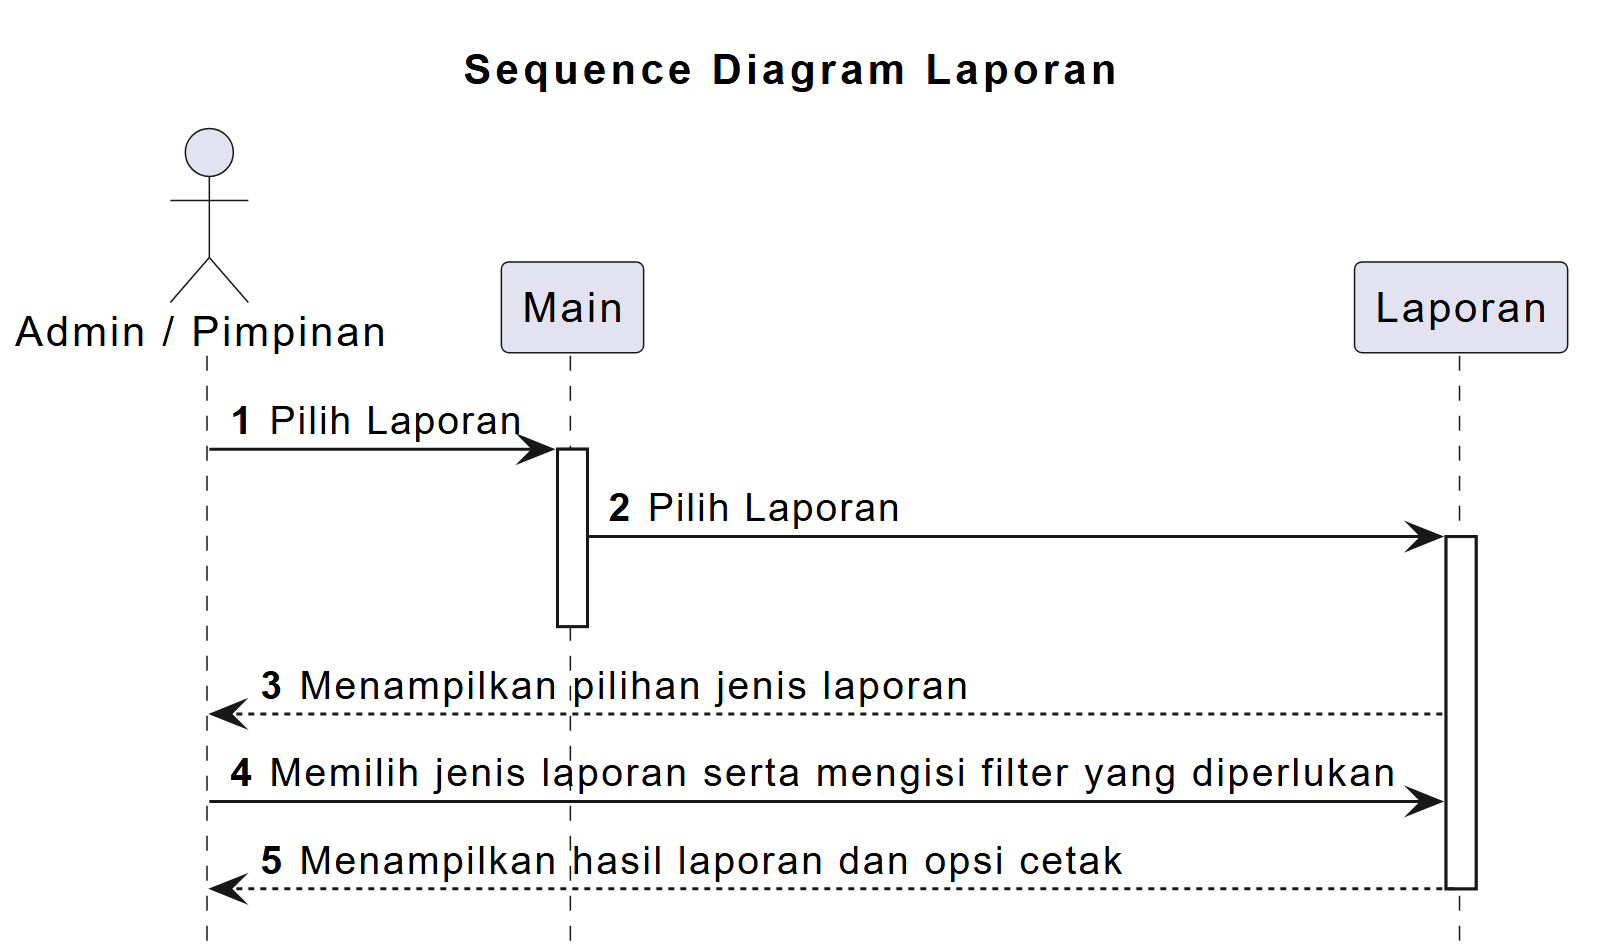 Sequence Diagram Laporan
Admin / Pimpinan
Main
Laporan
1 Pilih Laporan
2 Pilih Laporan
3 Menampilkan pilihan jenis laporan
4 Memilih jenis laporan serta mengisi filter yang diperlukan
5 Menampilkan hasil laporan dan opsi cetak